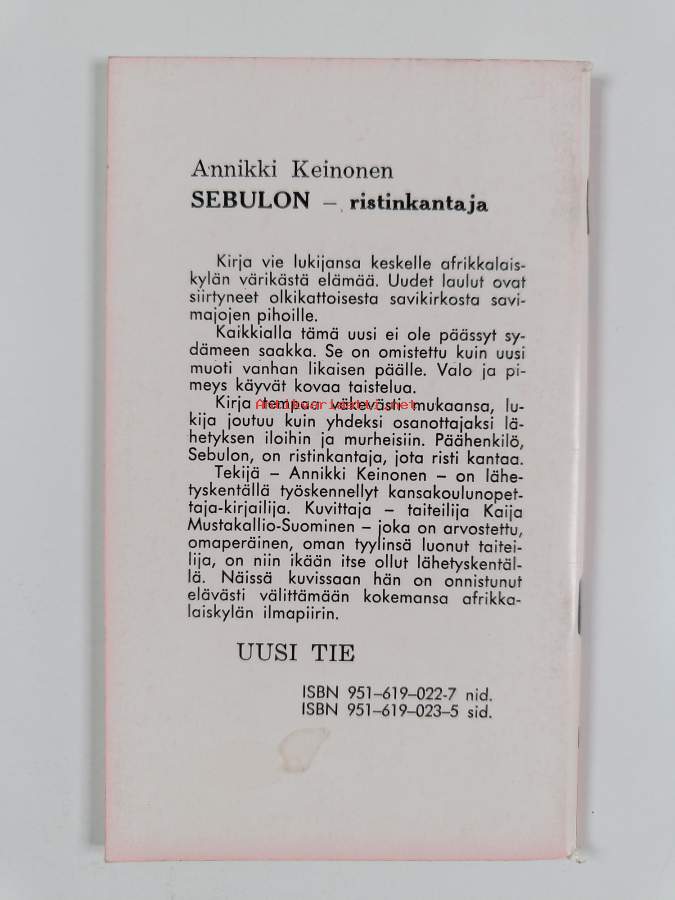 Annikki Keinonen
SEBULON – ristinkantaja
Kirja vie lukijansa keskelle afrikkalais-
kylän värikästä elämää. Uudet laulut ovat
siirtyneet olkikattoisesta savikirkosta savi-
majojen pihoille.
Kaikkialla tämä uusi ei ole päässyt sy-
dämeen saakka. Se on omistettu kuin uusi
muoti vanhan likaisen päälle. Valo ja pi-
meys käyvät kovaa taistelua.
Kirja tempaa väkevästi mukaansa, lu-
Antikvariaatti.net
kija joutuu kuin yhdeksi osanottajaksi lä-
hetyksen iloihin ja murheisiin. Päähenkilö,
Sebulon, on ristinkantaja, jota risti kantaa.
Tekijä – Annikki Keinonen – on lähe-
tyskentällä työskennellyt kansakoulunopet-
taja-kirjailija. Kuvittaja – taiteilija Kaija
Mustakallio-Suominen – joka on arvostettu,
omaperäinen, oman tyylinsä luonut taitei-
lija, on niin ikään itse ollut lähetyskentäl-
lä. Näissä kuvissaan hän on onnistunut
elävästi välittämään kokemansa afrikka-
laiskylän ilmapiirin.
UUSI TIE
ISBN 951–619–022-7 nid.
ISBN 951–619–023–5 sid.